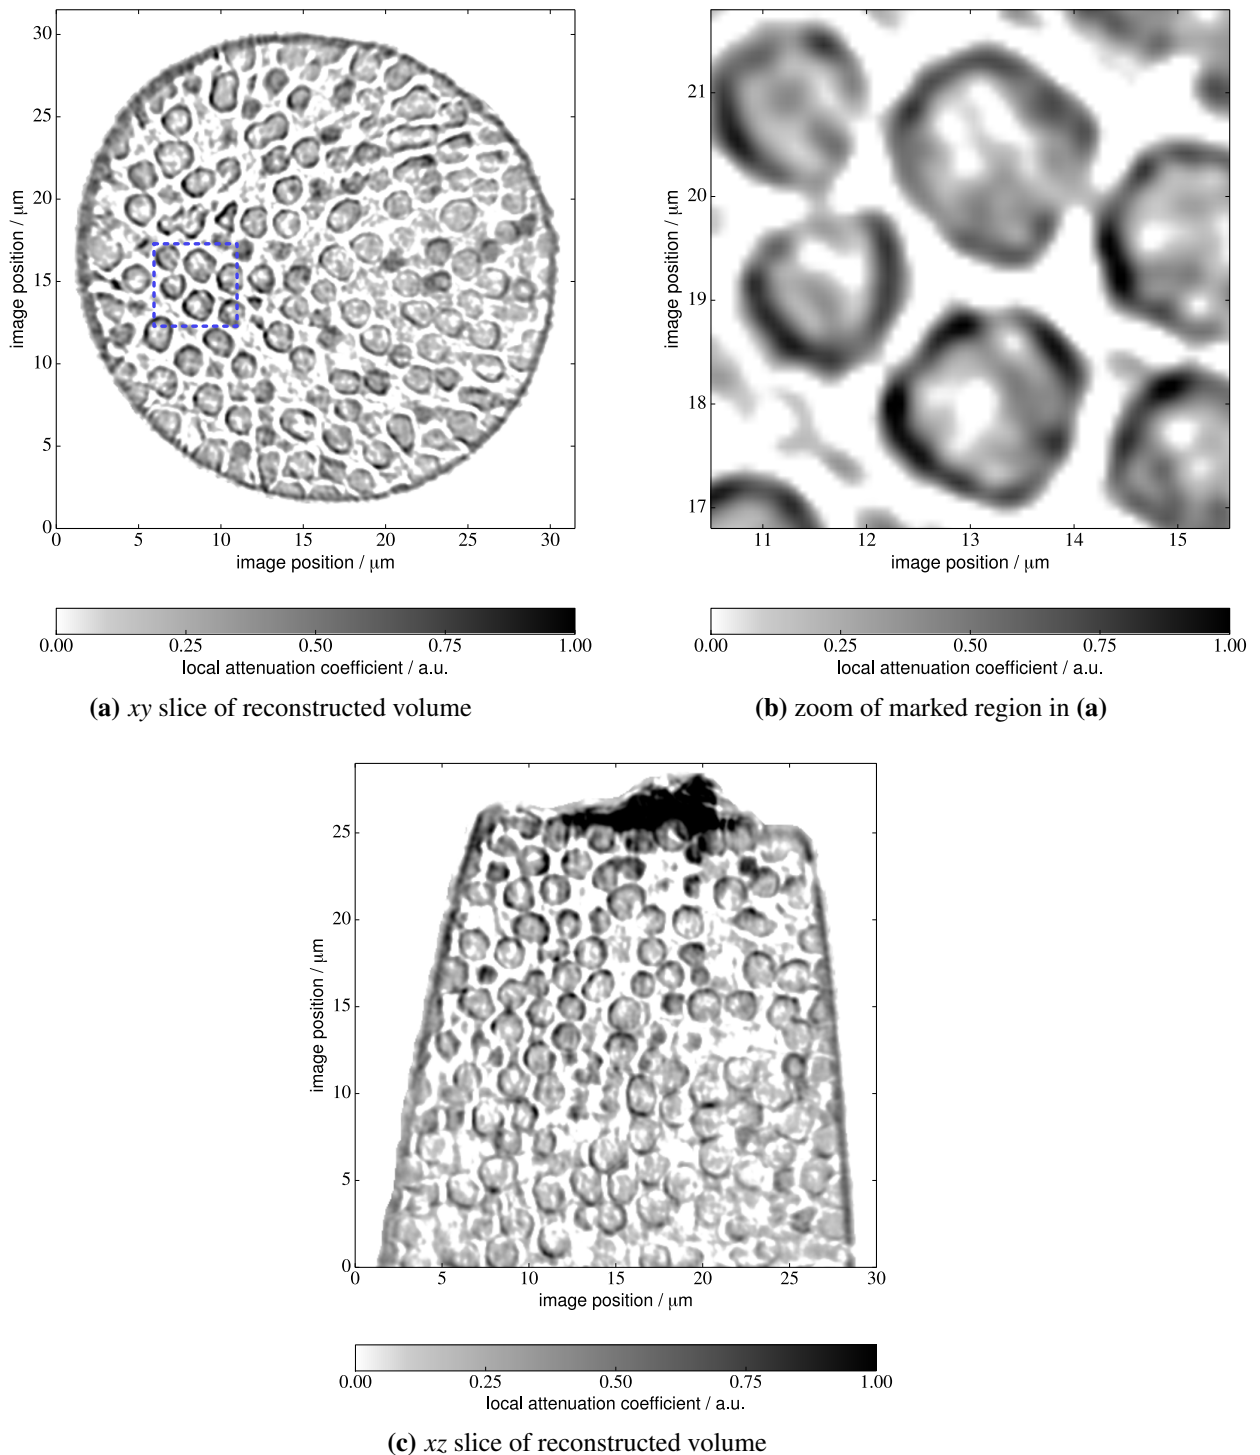 30
25
20
15
10
5
0
0 5 10 15 20 25 30
image position / μm
image position / μm
0.00 0.25 0.50 0.75 1.00
local attenuation coefficient / a.u.
(a) xy slice of reconstructed volume
21
20
19
18
17
11 12 13 14 15
image position / μm
image position / μm
0.00 0.25 0.50 0.75 1.00
local attenuation coefficient / a.u.
(b) zoom of marked region in (a)
25
20
15
10
5
0
0 5 10 15 20 25 30
image position / μm
image position / μm
0.00 0.25 0.50 0.75 1.00
local attenuation coefficient / a.u.
(c) xz slice of reconstructed volume